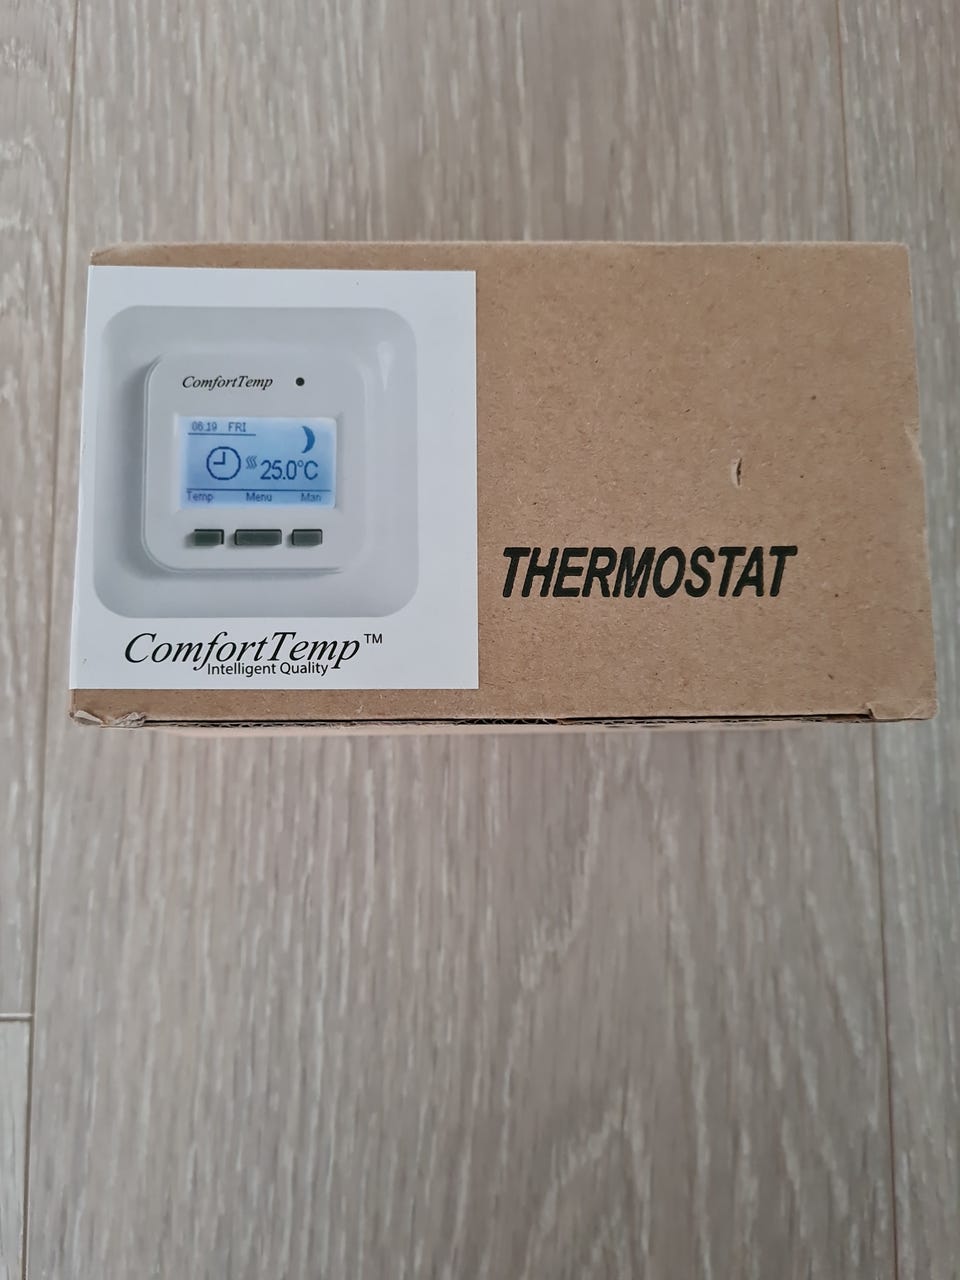 ComfortTemp
06:19 FRI
25.0°C
Temp Menu Man
ComfortTemp™
Intelligent Quality
THERMOSTAT